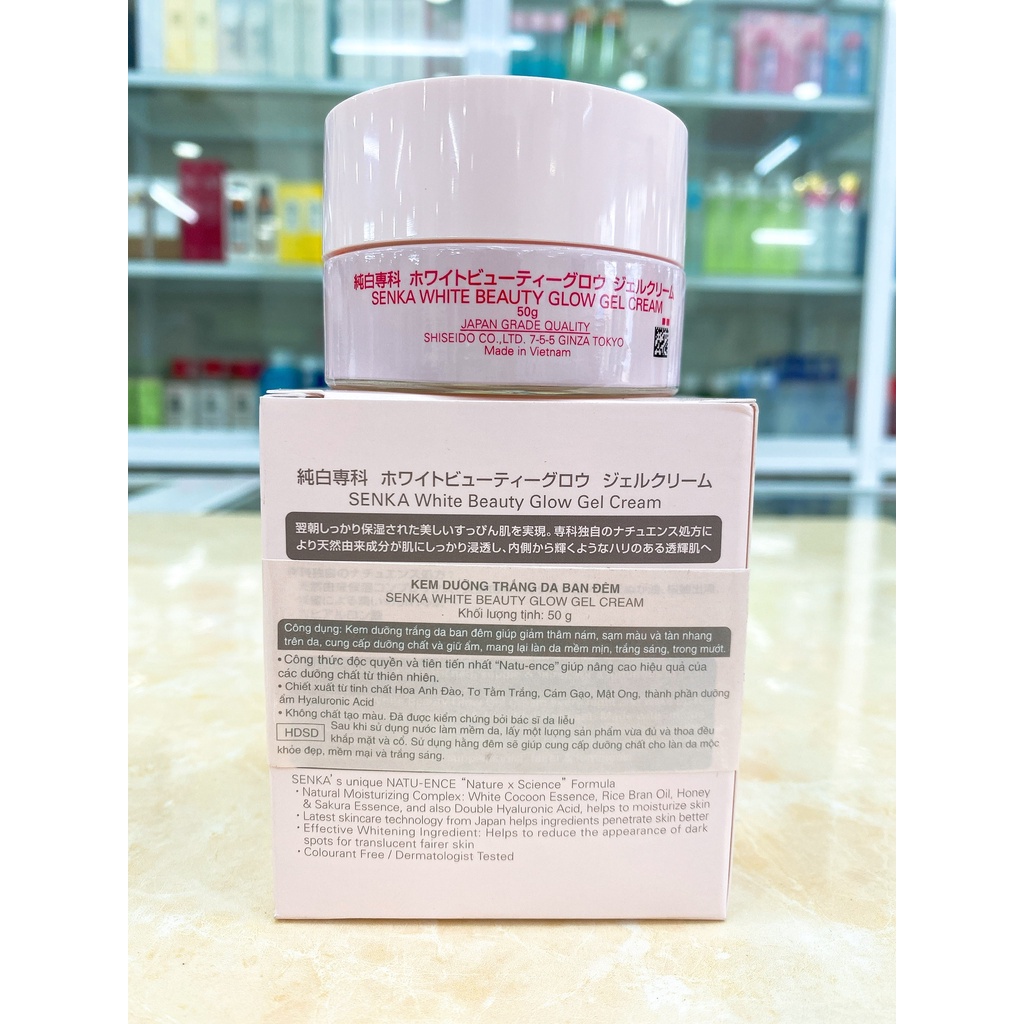 純白専科 ホワイトビューティーグロウ ジェルクリーム
SENKA WHITE BEAUTY GLOW GEL CREAM
50g
JAPAN GRADE QUALITY
SHISEIDO CO.,LTD. 7-5-5 GINZA TOKYO
Made in Vietnam
純白専科 ホワイトビューティーグロウ ジェルクリーム
SENKA White Beauty Glow Gel Cream
翌朝しっかり保湿された美しいすっぴん肌を実現。専科独自のナチュエンス処方に
より天然由来成分が肌にしっかり浸透し、内側から輝くようなハリのある透輝肌へ
KEM DƯỠNG TRẮNG DA BAN ĐÊM
SENKA WHITE BEAUTY GLOW GEL CREAM
Khối lượng tịnh: 50 g
Công dụng: Kem dưỡng trắng da ban đêm giúp giảm thâm nám, sạm màu và tàn nhang
trên da, cung cấp dưỡng chất và giữ ẩm, mang lại làn da mềm mịn, trắng sáng, trong mướt.
• Công thức độc quyền và tiên tiến nhất “Natu-ence” giúp nâng cao hiệu quả của
các dưỡng chất từ thiên nhiên.
• Chiết xuất từ tinh chất Hoa Anh Đào, Tơ Tằm Trắng, Cám Gạo, Mật Ong, thành phần dưỡng
ẩm Hyaluronic Acid
• Không chất tạo màu. Đã được kiểm chứng bởi bác sĩ da liễu
HDSD Sau khi sử dụng nước làm mềm da, lấy một lượng sản phẩm vừa đủ và thoa đều
khắp mặt và cổ. Sử dụng hằng đêm sẽ giúp cung cấp dưỡng chất cho làn da mộc
khỏe đẹp, mềm mại và trắng sáng.
SENKA's unique NATU-ENCE "Nature x Science" Formula
・Natural Moisturizing Complex: White Cocoon Essence, Rice Bran Oil, Honey
& Sakura Essence, and also Double Hyaluronic Acid, helps to moisturize skin
・Latest skincare technology from Japan helps ingredients penetrate skin better
・Effective Whitening Ingredient: Helps to reduce the appearance of dark
spots for translucent fairer skin
・Colourant Free / Dermatologist Tested